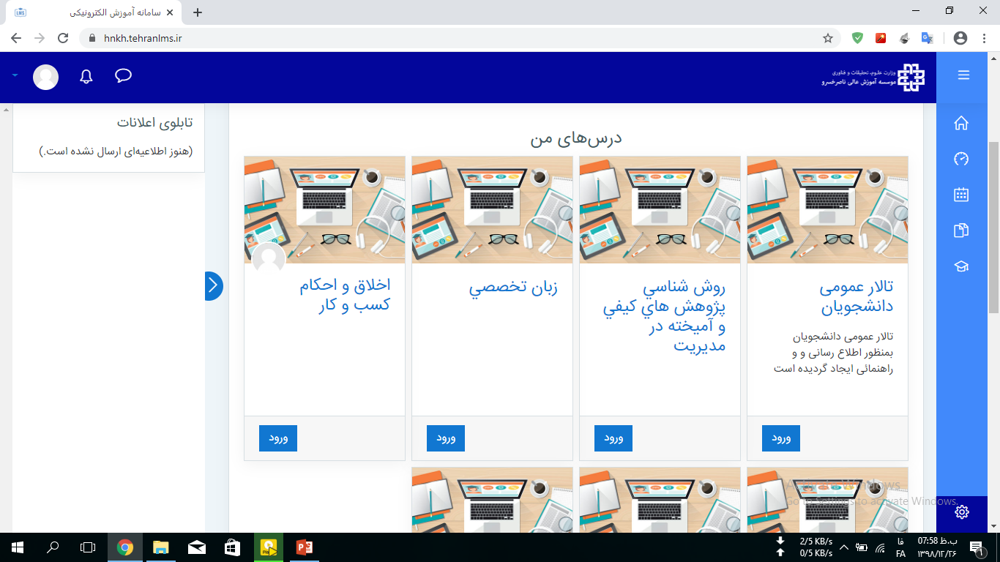 سامانه آموزش الکترونیکی
hnkh.tehranlms.ir
وزارت علوم، تحقیقات و فناوری
موسسه آموزش عالی ناصرخسرو
تابلوی اعلانات
(هنوز اطلاعیه‌ای ارسال نشده است.)
درس‌های من
تالار عمومی
دانشجویان
تالار عمومی دانشجویان
بمنظور اطلاع رسانی و و
راهنمائی ایجاد گردیده است
ورود
روش شناسي
پژوهش هاي کيفي
و آميخته در
مديريت
ورود
زبان تخصصي
ورود
اخلاق و احکام
کسب و کار
ورود
Activate Windows
Go to Settings to activate Windows.
2/5 KB/s
0/5 KB/s
فا
FA
07:58 ب.ظ
۱۳۹۸/۱۲/۲۶